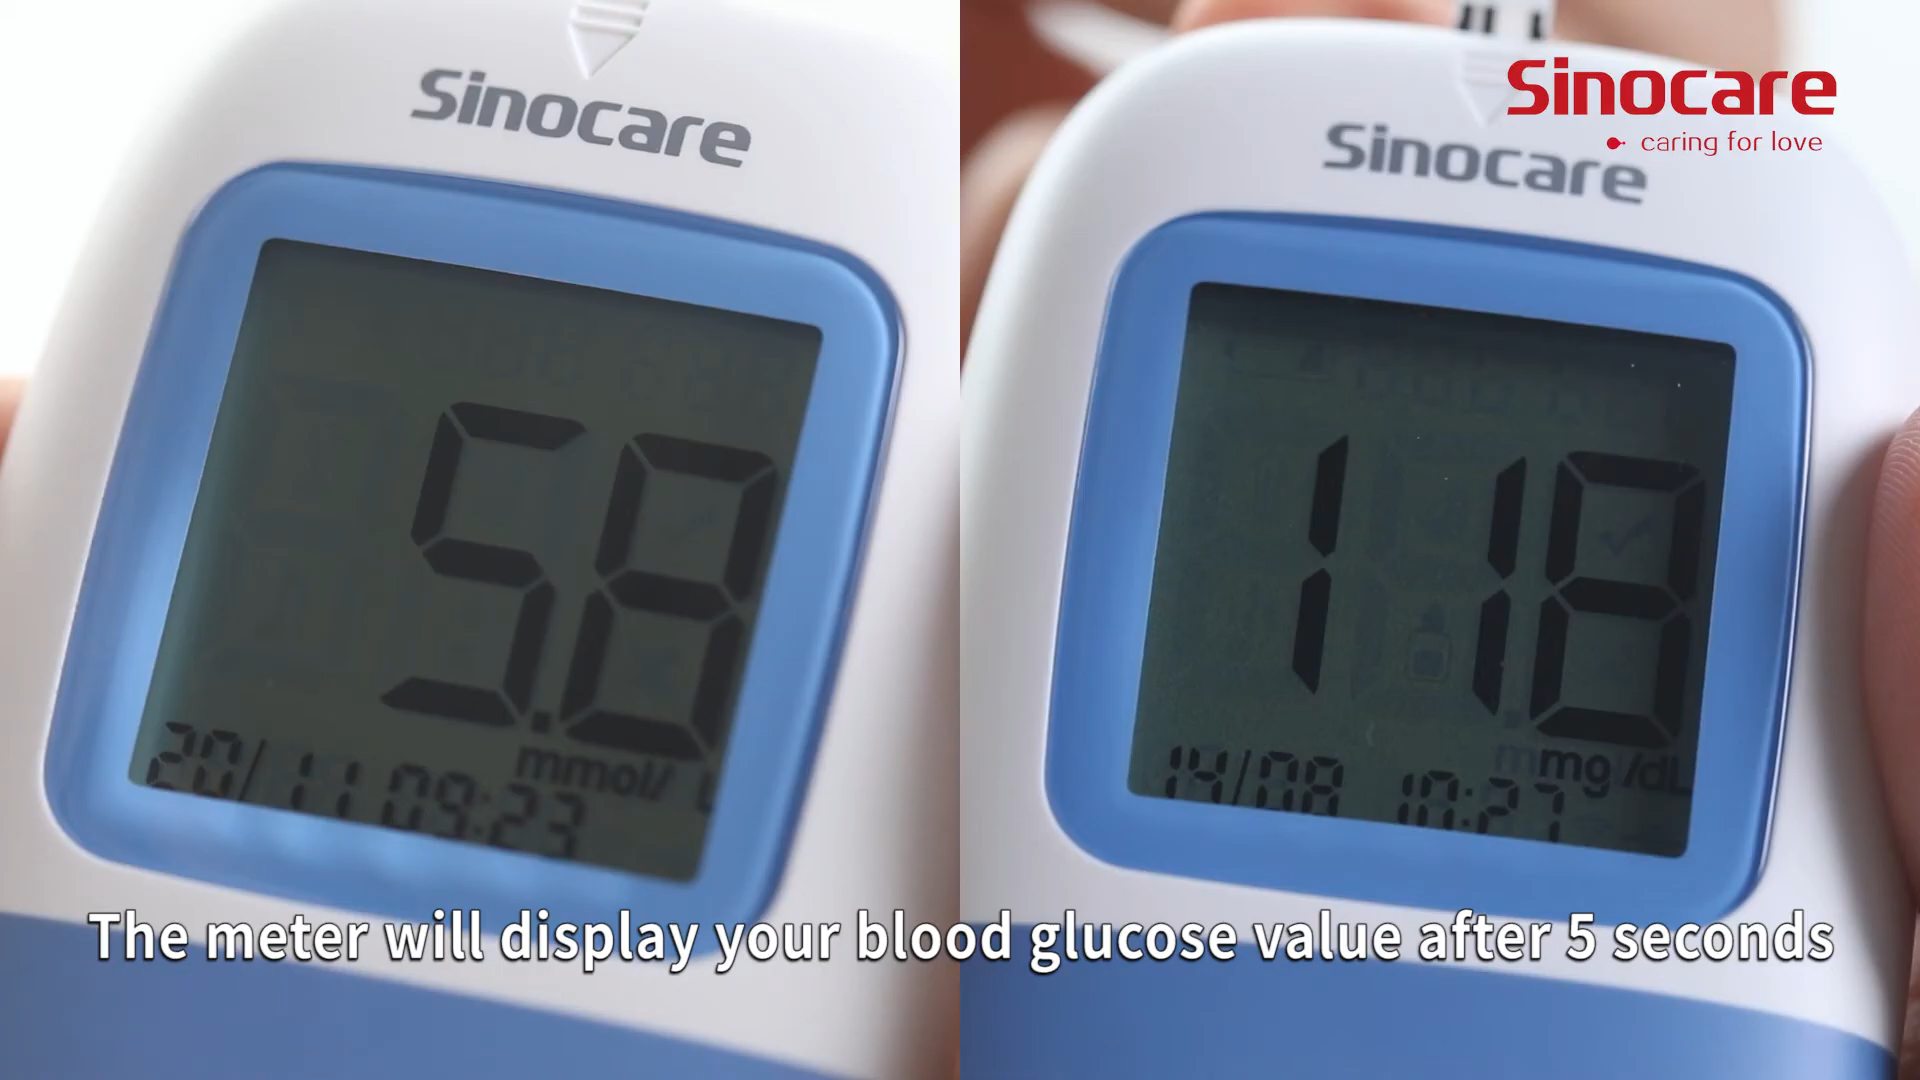 Sinocare
5.8
mmol/L
20/11 09:23
Sinocare
caring for love
Sinocare
118
mg/dL
14/08 10:27
The meter will display your blood glucose value after 5 seconds